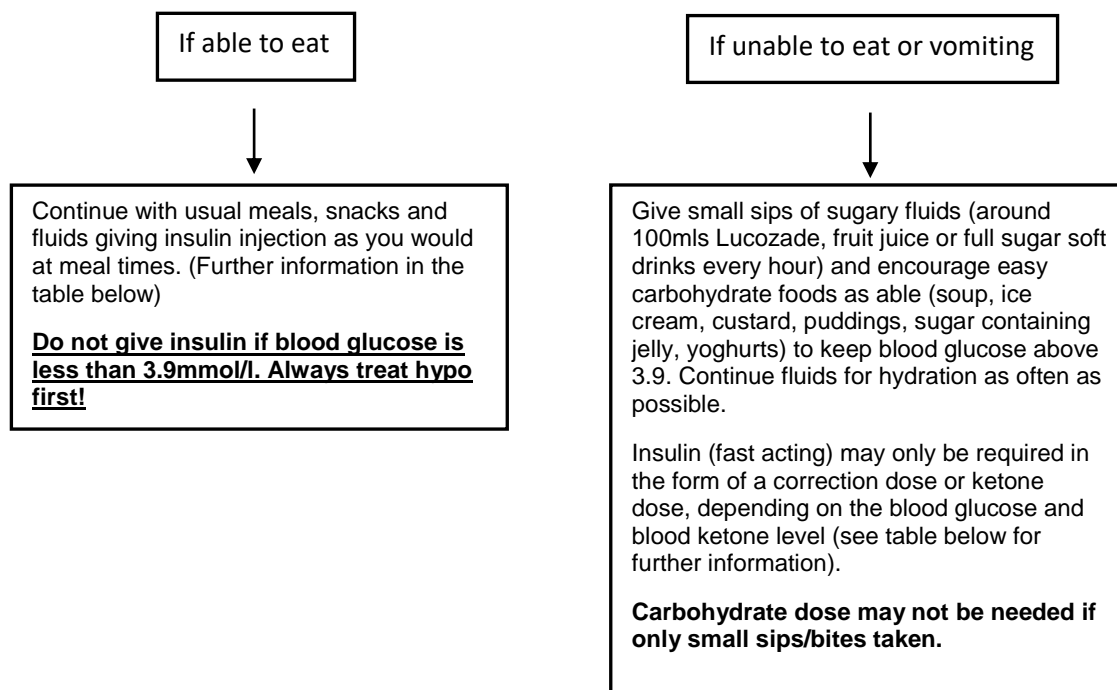 If able to eat
Continue with usual meals, snacks and
fluids giving insulin injection as you would
at meal times. (Further information in the
table below)
Do not give insulin if blood glucose is
less than 3.9mmol/l. Always treat hypo
first!
If unable to eat or vomiting
Give small sips of sugary fluids (around
100mls Lucozade, fruit juice or full sugar soft
drinks every hour) and encourage easy
carbohydrate foods as able (soup, ice
cream, custard, puddings, sugar containing
jelly, yoghurts) to keep blood glucose above
3.9. Continue fluids for hydration as often as
possible.
Insulin (fast acting) may only be required in
the form of a correction dose or ketone
dose, depending on the blood glucose and
blood ketone level (see table below for
further information).
Carbohydrate dose may not be needed if
only small sips/bites taken.